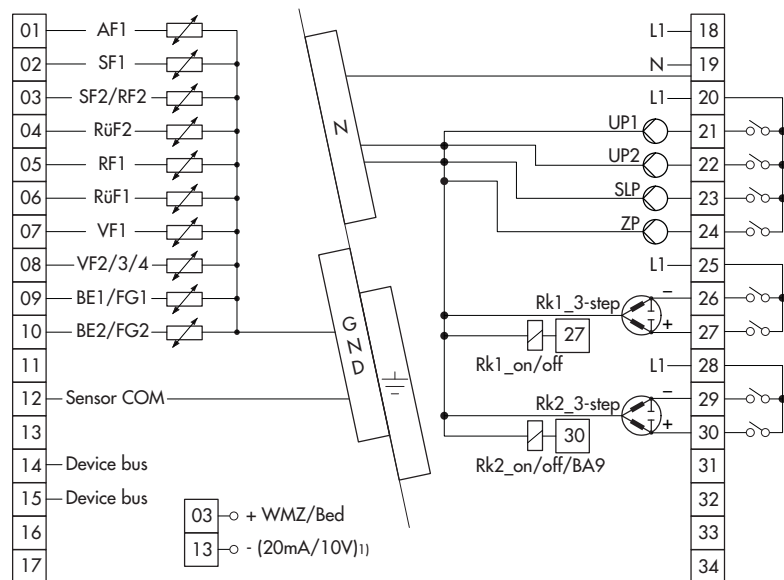 01 AF1
02 SF1
03 SF2/RF2
04 RüF2
05 RF1
06 RüF1
07 VF1
08 VF2/3/4
09 BE1/FG1
10 BE2/FG2
11
12 Sensor COM
13
14 Device bus
15 Device bus
16
17
03 + WMZ/Bed
13 - (20mA/10V)1)
N
GND
L1 18
N 19
L1 20
UP1 21
UP2 22
SLP 23
ZP 24
L1 25
Rk1_3-step − 26
+ 27
27
Rk1_on/off
L1 28
Rk2_3-step − 29
+ 30
30
Rk2_on/off/BA9
31
32
33
34